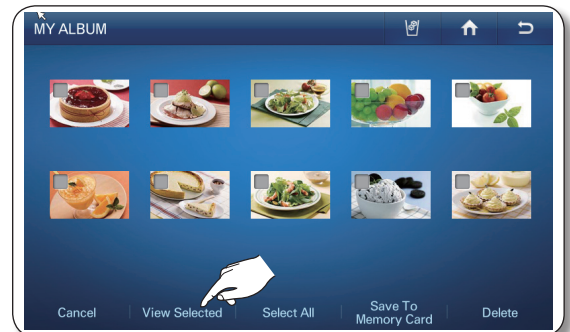 MY ALBUM
Cancel
View Selected
Select All
Save To
Memory Card
Delete